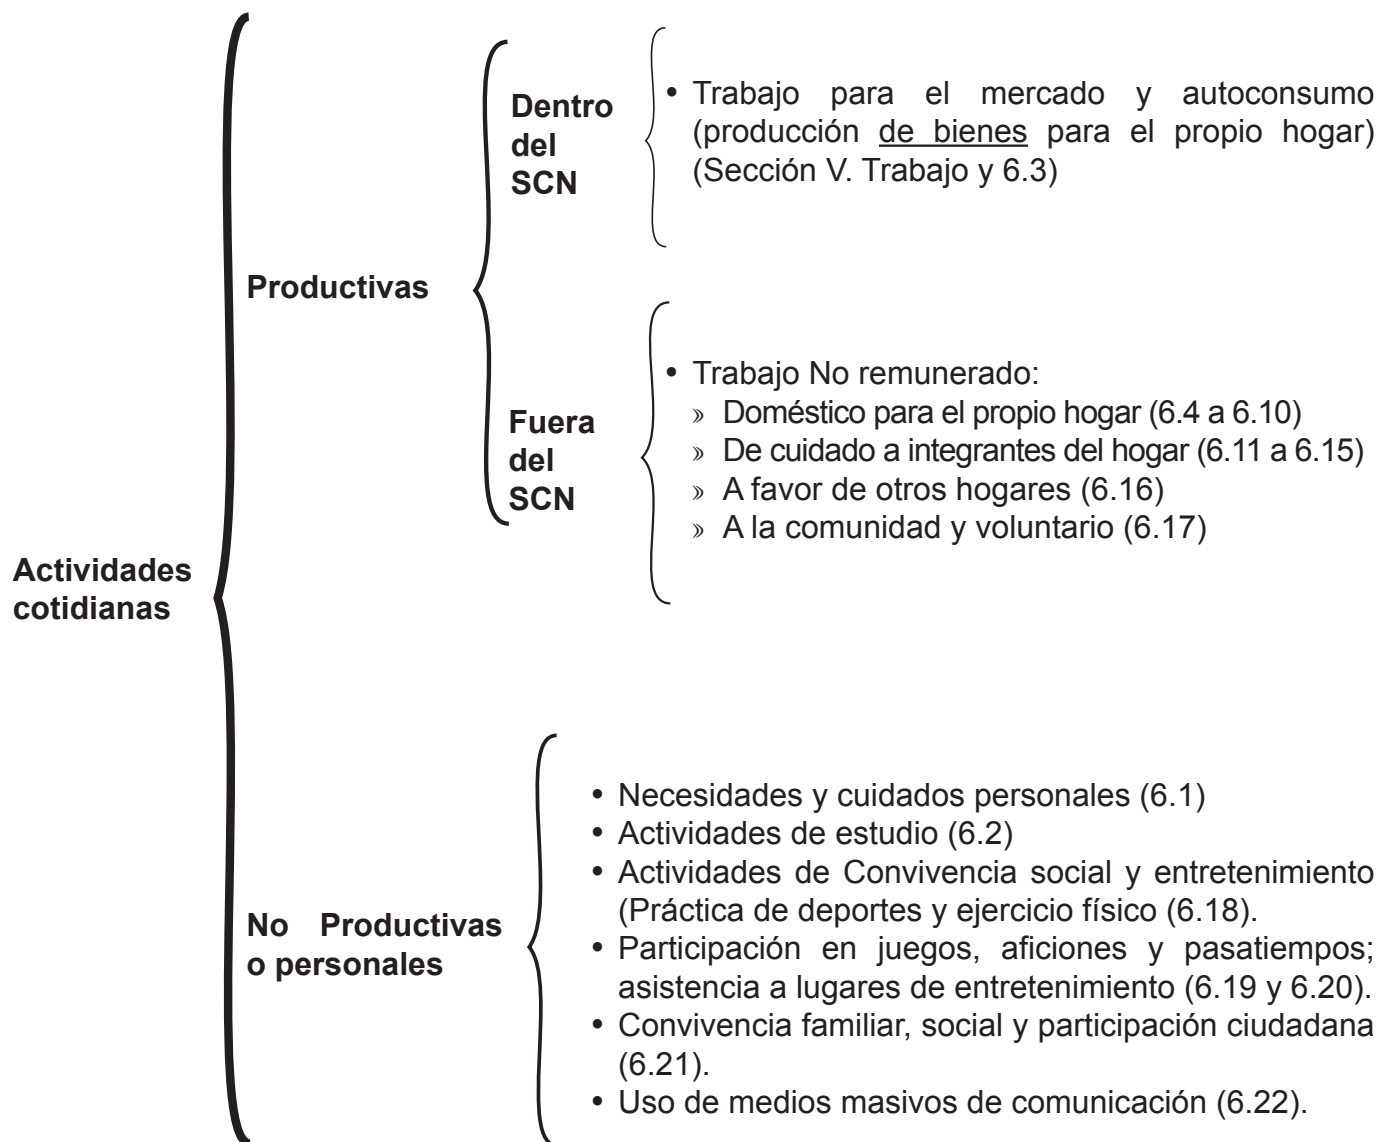 Dentro
del
SCN
• Trabajo para el mercado y autoconsumo
(producción de bienes para el propio hogar)
(Sección V. Trabajo y 6.3)
Productivas
Fuera
del
SCN
• Trabajo No remunerado:
» Doméstico para el propio hogar (6.4 a 6.10)
» De cuidado a integrantes del hogar (6.11 a 6.15)
» A favor de otros hogares (6.16)
» A la comunidad y voluntario (6.17)
Actividades
cotidianas
No Productivas
o personales
• Necesidades y cuidados personales (6.1)
• Actividades de estudio (6.2)
• Actividades de Convivencia social y entretenimiento
(Práctica de deportes y ejercicio físico (6.18).
• Participación en juegos, aficiones y pasatiempos;
asistencia a lugares de entretenimiento (6.19 y 6.20).
• Convivencia familiar, social y participación ciudadana
(6.21).
• Uso de medios masivos de comunicación (6.22).